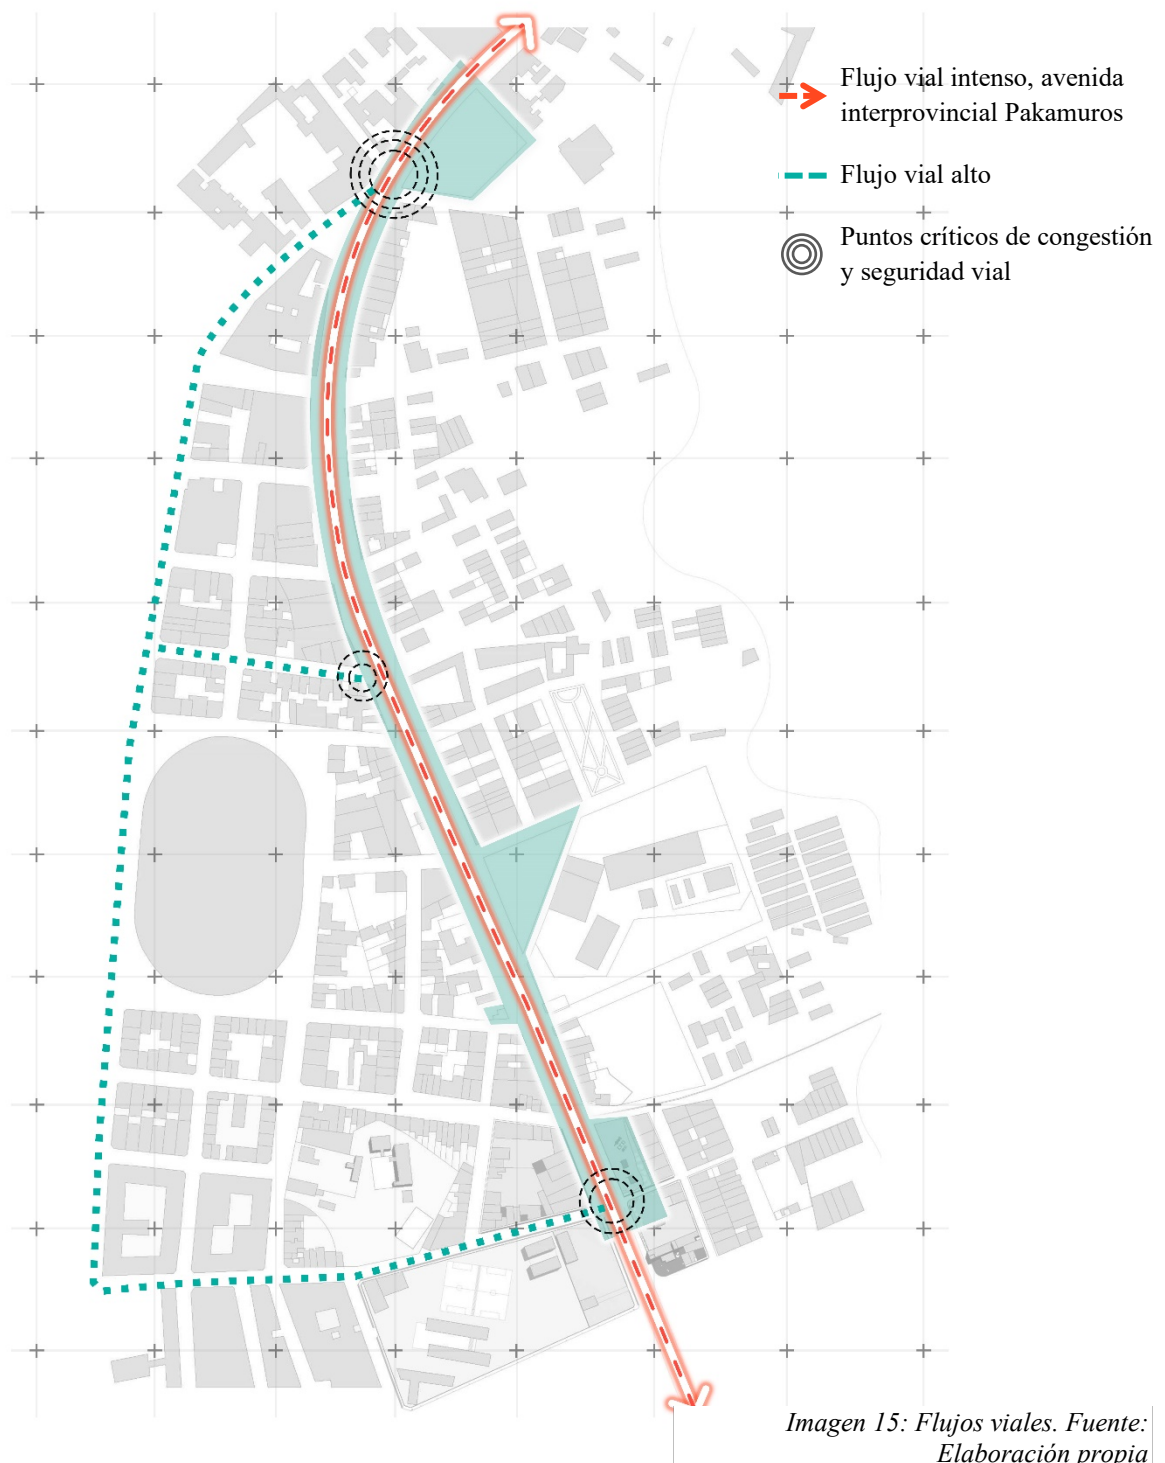 Flujo vial intenso, avenida
interprovincial Pakamuros
Flujo vial alto
Puntos críticos de congestión
y seguridad vial
Imagen 15: Flujos viales. Fuente:
Elaboración propia